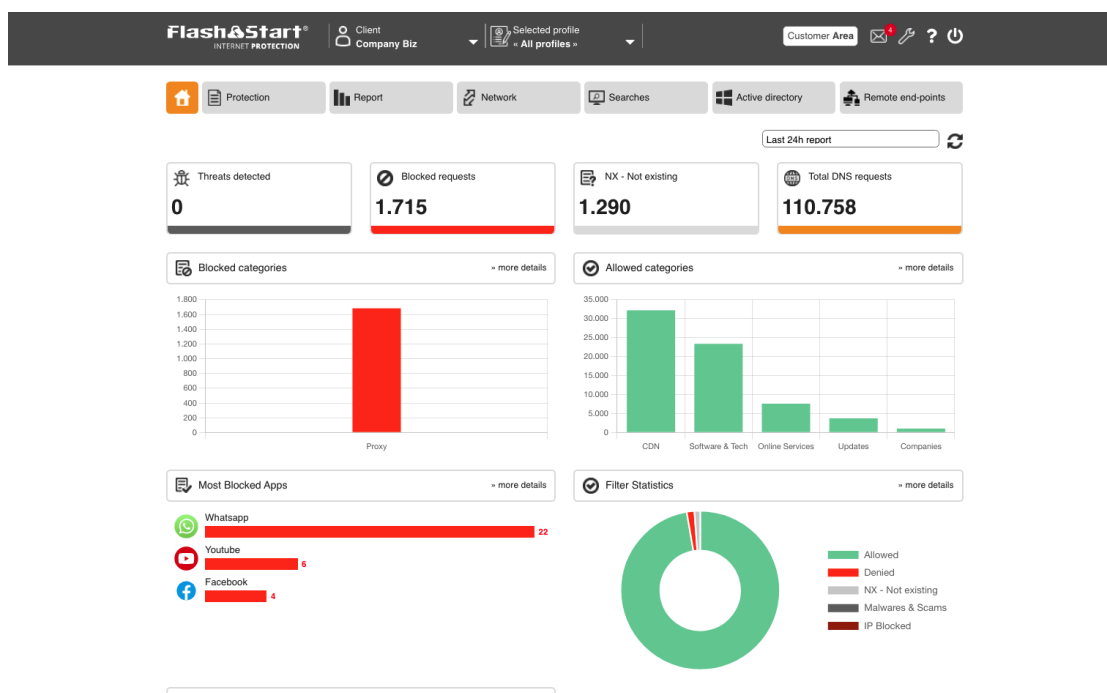 Flash&Start®
INTERNET PROTECTION
Client
Company Biz
Selected profile
« All profiles »
Customer Area
4
?
Protection
Report
Network
Searches
Active directory
Remote end-points
Last 24h report
Threats detected
0
Blocked requests
1.715
NX - Not existing
1.290
DNS
Total DNS requests
110.758
Blocked categories
» more details
1.800
1.600
1.400
1.200
1.000
800
600
400
200
0
Proxy
Allowed categories
» more details
35.000
30.000
25.000
20.000
15.000
10.000
5.000
0
CDN
Software & Tech
Online Services
Updates
Companies
Most Blocked Apps
» more details
Whatsapp
22
Youtube
6
Facebook
4
Filter Statistics
» more details
Allowed
Denied
NX - Not existing
Malwares & Scams
IP Blocked